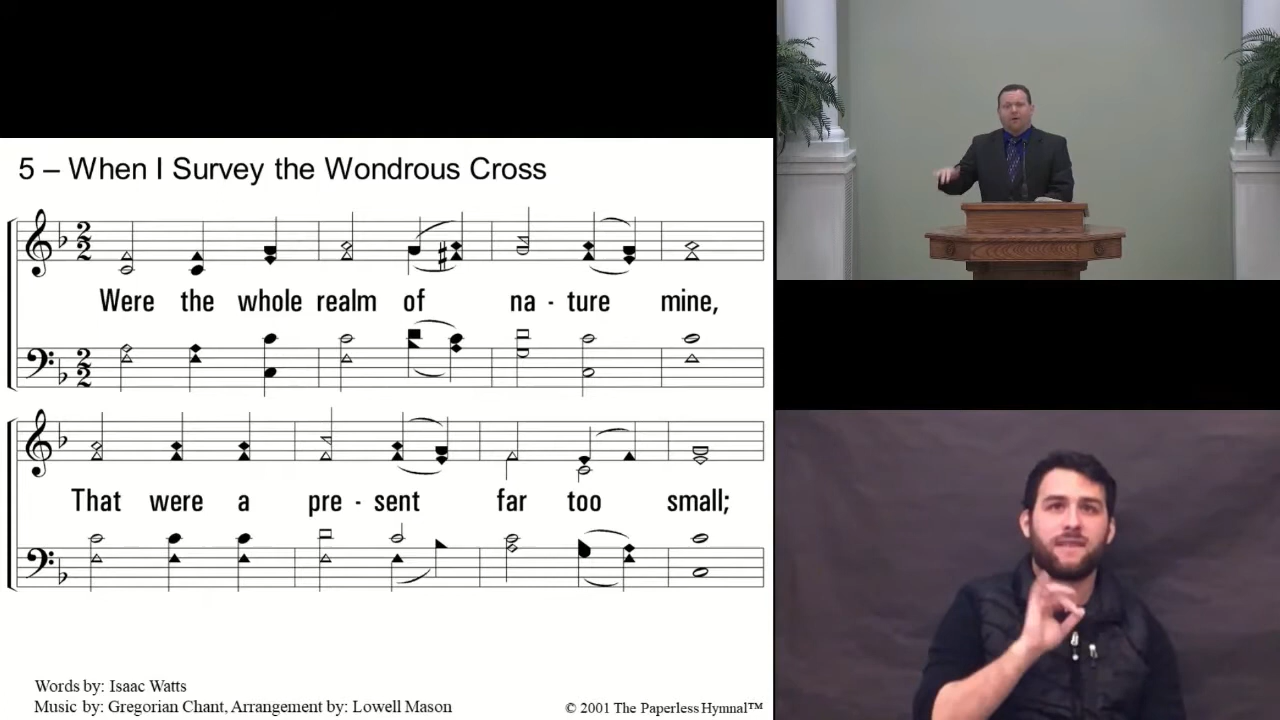 5 – When I Survey the Wondrous Cross
Were the whole realm of na - ture mine,
That were a pre - sent far too small;
Words by: Isaac Watts
Music by: Gregorian Chant, Arrangement by: Lowell Mason
© 2001 The Paperless Hymnal™